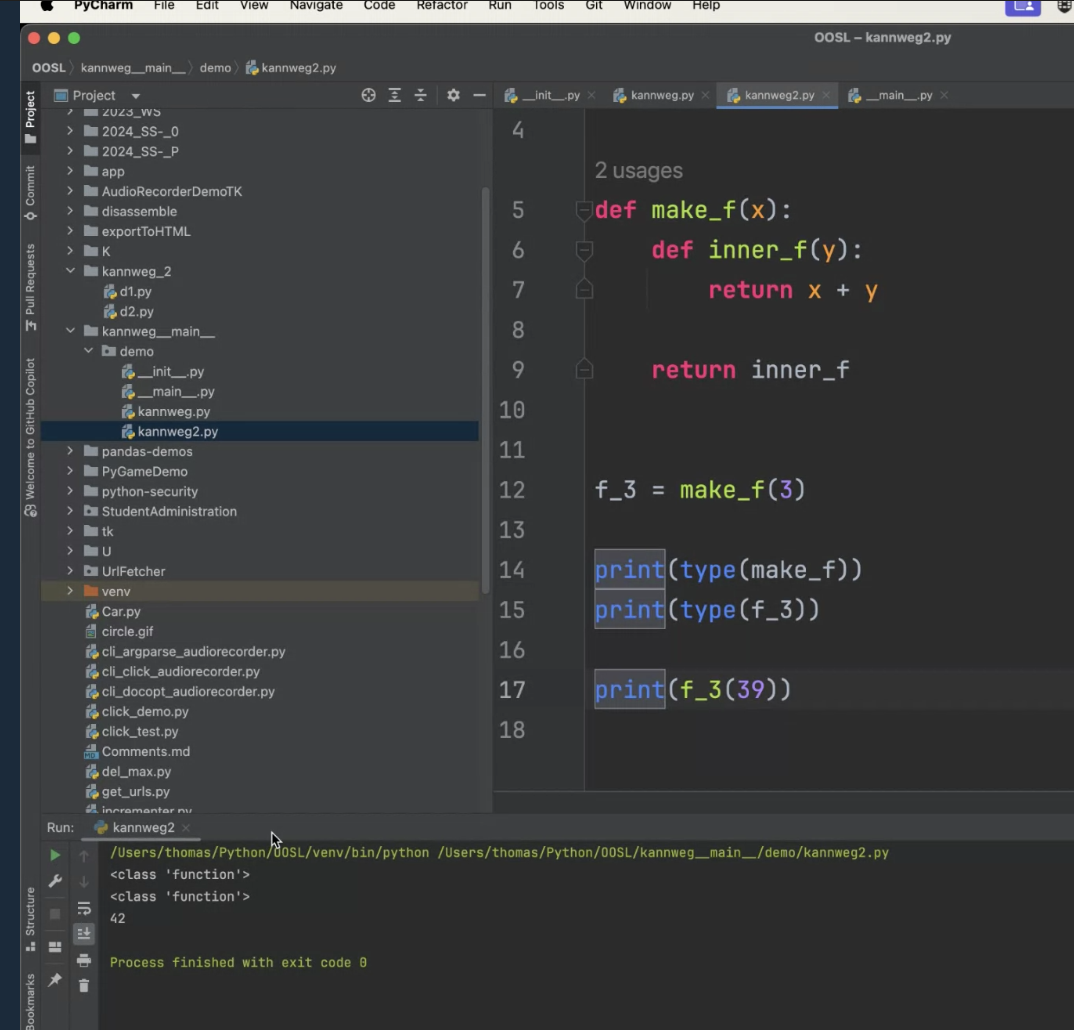 PyCharm File Edit View Navigate Code Refactor Run Tools Git Window Help
OOSL – kannweg2.py
OOSL kannweg__main__ demo kannweg2.py
Project
__init__.py kannweg.py kannweg2.py __main__.py
Project
Commit
Pull Requests
Welcome to GitHub Copilot
2023_WS
2024_SS-_0
2024_SS-_P
app
AudioRecorderDemoTK
disassemble
exportToHTML
K
kannweg_2
d1.py
d2.py
kannweg__main__
demo
__init__.py
__main__.py
kannweg.py
kannweg2.py
pandas-demos
PyGameDemo
python-security
StudentAdministration
tk
U
UrlFetcher
venv
Car.py
circle.gif
cli_argparse_audiorecorder.py
cli_click_audiorecorder.py
cli_docopt_audiorecorder.py
click_demo.py
click_test.py
Comments.md
del_max.py
get_urls.py
incrementer.py
4
2 usages
5 def make_f(x):
6     def inner_f(y):
7         return x + y
8
9     return inner_f
10
11
12 f_3 = make_f(3)
13
14 print(type(make_f))
15 print(type(f_3))
16
17 print(f_3(39))
18
Run: kannweg2
/Users/thomas/Python/OOSL/venv/bin/python /Users/thomas/Python/OOSL/kannweg__main__/demo/kannweg2.py
<class 'function'>
<class 'function'>
42
Process finished with exit code 0
Structure
Bookmarks